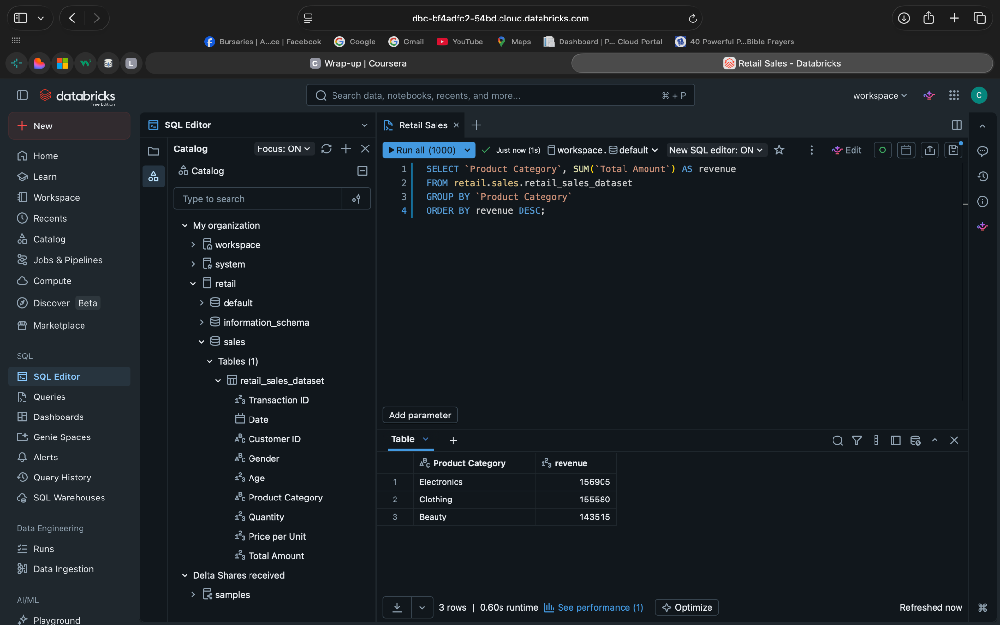 dbc-bf4adfc2-54bd.cloud.databricks.com
Bursaries | A...ce | Facebook
Google
Gmail
YouTube
Maps
Dashboard | P... Cloud Portal
40 Powerful P...Bible Prayers
L
C Wrap-up | Coursera
Retail Sales - Databricks
databricks
Free Edition
Search data, notebooks, recents, and more...
⌘ + P
workspace
C
New
Home
Learn
Workspace
Recents
Catalog
Jobs & Pipelines
Compute
Discover Beta
Marketplace
SQL
SQL Editor
Queries
Dashboards
Genie Spaces
Alerts
Query History
SQL Warehouses
Data Engineering
Runs
Data Ingestion
AI/ML
Playground
SQL Editor
Catalog
Focus: ON
Catalog
Type to search
My organization
workspace
system
retail
default
information_schema
sales
Tables (1)
retail_sales_dataset
Transaction ID
Date
Customer ID
Gender
Age
Product Category
Quantity
Price per Unit
Total Amount
Delta Shares received
samples
Retail Sales
Run all (1000)
Just now (1s)
workspace . default
New SQL editor: ON
Edit
1 SELECT `Product Category`, SUM(`Total Amount`) AS revenue
2 FROM retail.sales.retail_sales_dataset
3 GROUP BY `Product Category`
4 ORDER BY revenue DESC;
Add parameter
Table
Product Category revenue
1 Electronics 156905
2 Clothing 155580
3 Beauty 143515
3 rows | 0.60s runtime
See performance (1)
Optimize
Refreshed now